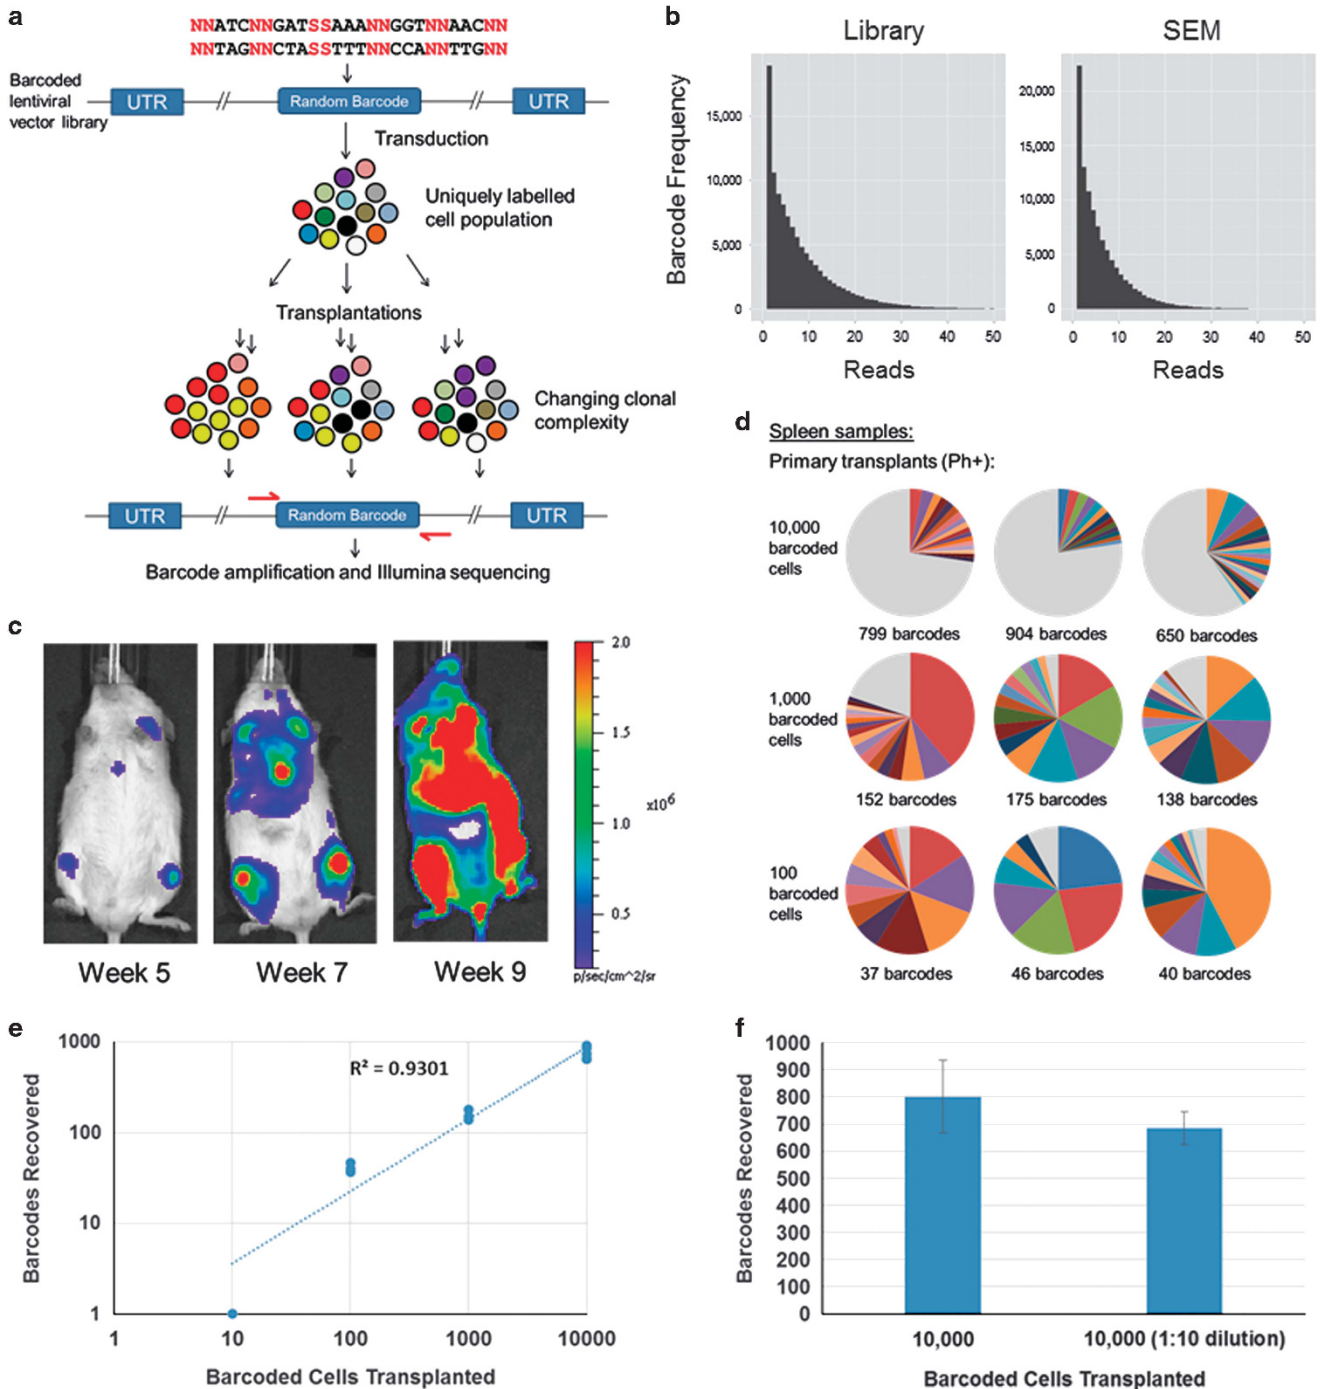 a
NNATCNNGATSSAAANNGGTNNAACNN
NNTAGNNCTASSTTTNNCCANNTTGNN
Barcoded
lentiviral
vector library
UTR
//
Random Barcode
//
UTR
Transduction
Uniquely labelled
cell population
Transplantations
Changing clonal
complexity
UTR
//
Random Barcode
//
UTR
Barcode amplification and Illumina sequencing
b
Library
SEM
Barcode Frequency
15,000
10,000
5,000
0
0 10 20 30 40 50
Reads
20,000
15,000
10,000
5,000
0
0 10 20 30 40 50
Reads
c
Week 5
Week 7
Week 9
2.0
1.5
x10^6
1.0
0.5
p/sec/cm^2/sr
d
Spleen samples:
Primary transplants (Ph+):
10,000
barcoded
cells
799 barcodes
904 barcodes
650 barcodes
1,000
barcoded
cells
152 barcodes
175 barcodes
138 barcodes
100
barcoded
cells
37 barcodes
46 barcodes
40 barcodes
e
Barcodes Recovered
1000
100
10
1
R² = 0.9301
1 10 100 1000 10000
Barcoded Cells Transplanted
f
Barcodes Recovered
1000
900
800
700
600
500
400
300
200
100
0
10,000
10,000 (1:10 dilution)
Barcoded Cells Transplanted